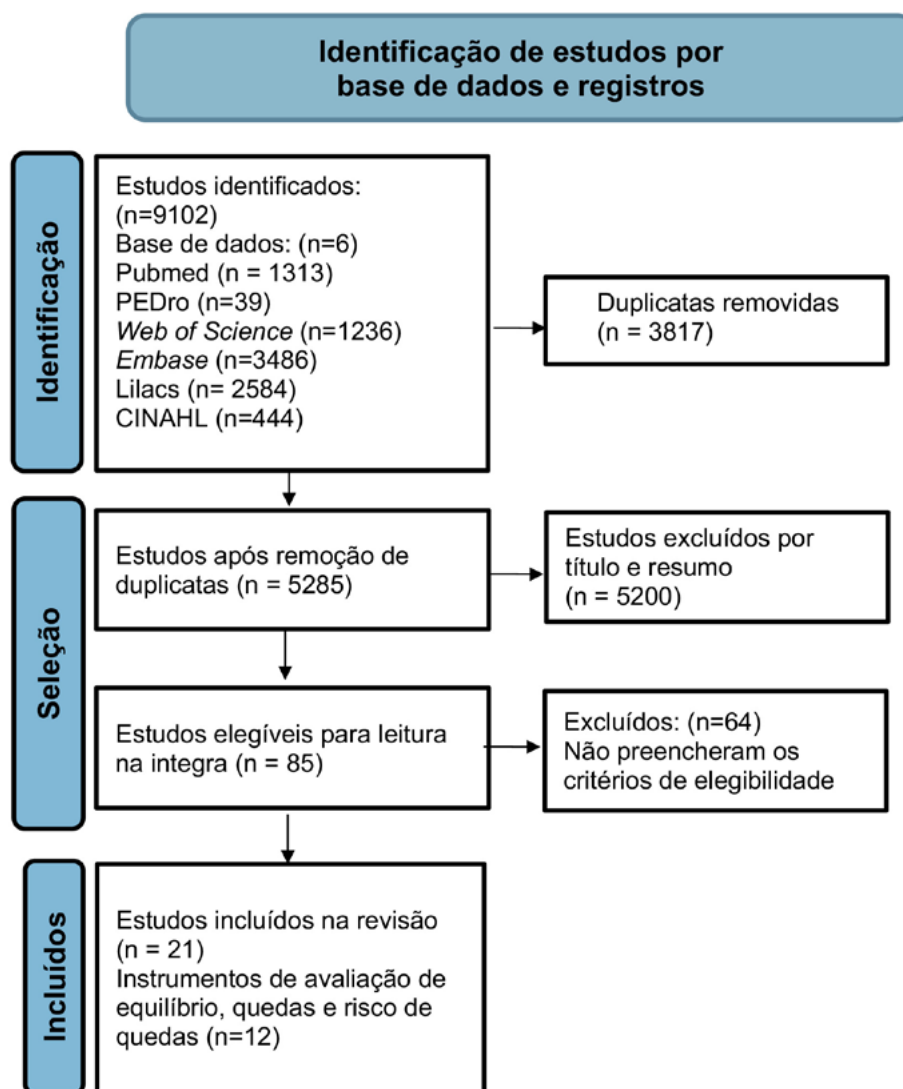 Identificação de estudos por
base de dados e registros
Identificação
Estudos identificados:
(n=9102)
Base de dados: (n=6)
Pubmed (n = 1313)
PEDro (n=39)
Web of Science (n=1236)
Embase (n=3486)
Lilacs (n= 2584)
CINAHL (n=444)
Duplicatas removidas
(n = 3817)
Seleção
Estudos após remoção de
duplicatas (n = 5285)
Estudos excluídos por
título e resumo
(n = 5200)
Estudos elegíveis para leitura
na integra (n = 85)
Excluídos: (n=64)
Não preencheram os
critérios de elegibilidade
Incluídos
Estudos incluídos na revisão
(n = 21)
Instrumentos de avaliação de
equilíbrio, quedas e risco de
quedas (n=12)